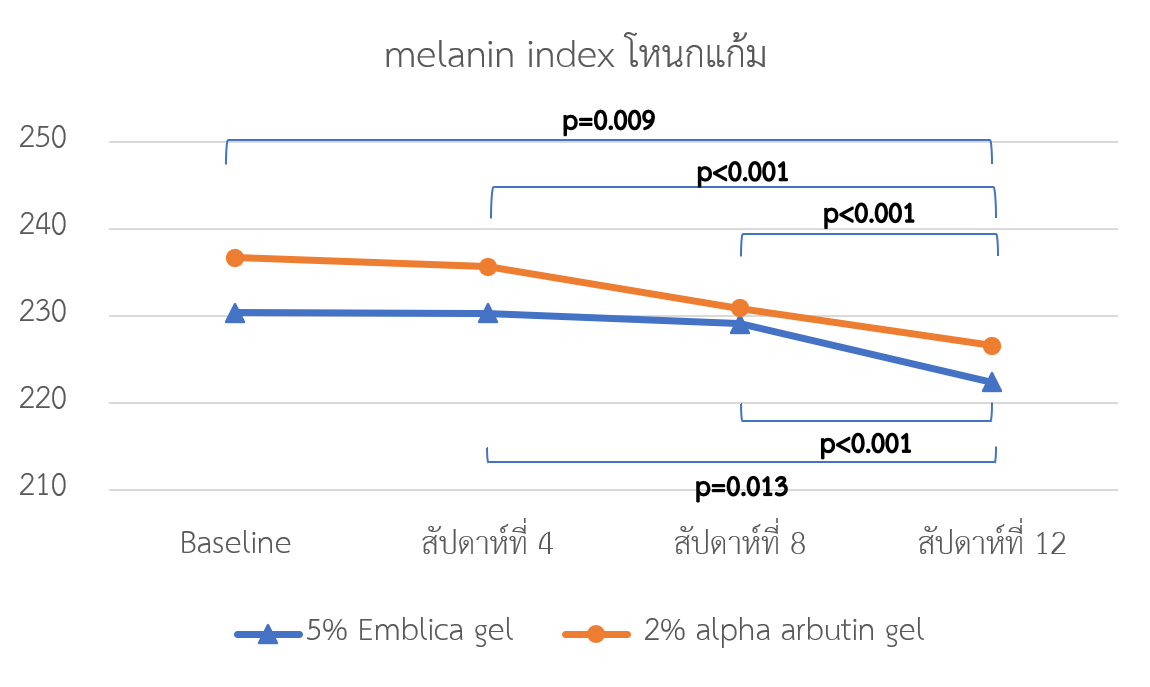 melanin index โหนกแก้ม
p=0.009
250
p<0.001
p<0.001
240
230
220
p<0.001
p=0.013
210
Baseline สัปดาห์ที่ 4 สัปดาห์ที่ 8 สัปดาห์ที่ 12
5% Emblica gel 2% alpha arbutin gel